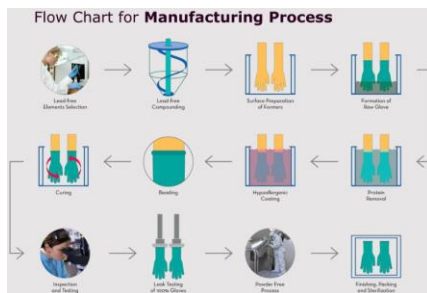 Flow Chart for Manufacturing Process
Lead-free
Elements Selection
Lead-free
Compounding
Surface Preparation
of Formers
Formation of
Raw Glove
Curing
Beading
Hypoallergenic
Coating
Protein
Removal
Inspection
and Testing
Leak Testing
of 100% Gloves
Powder Free
Process
Finishing, Packing
and Sterilization